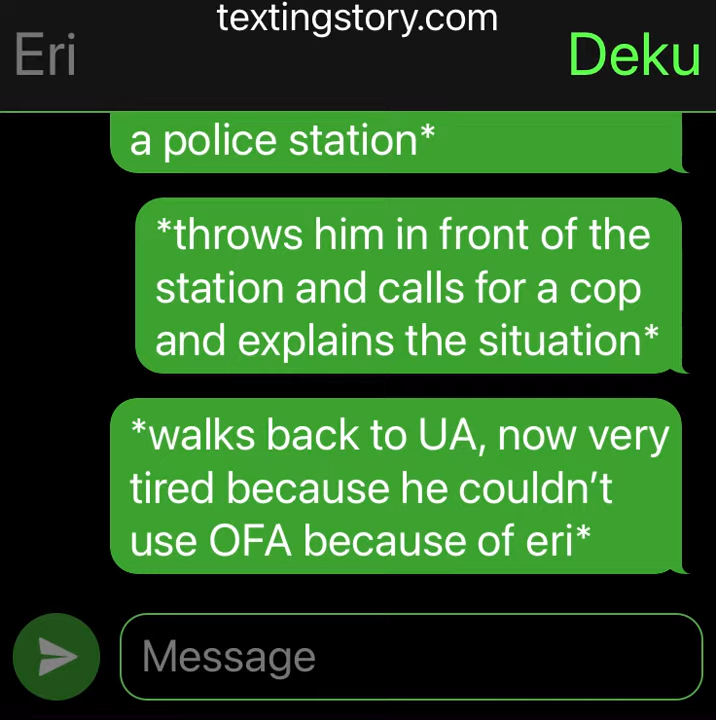 textingstory.com
Eri
Deku
a police station*
*throws him in front of the
station and calls for a cop
and explains the situation*
*walks back to UA, now very
tired because he couldn’t
use OFA because of eri*
Message